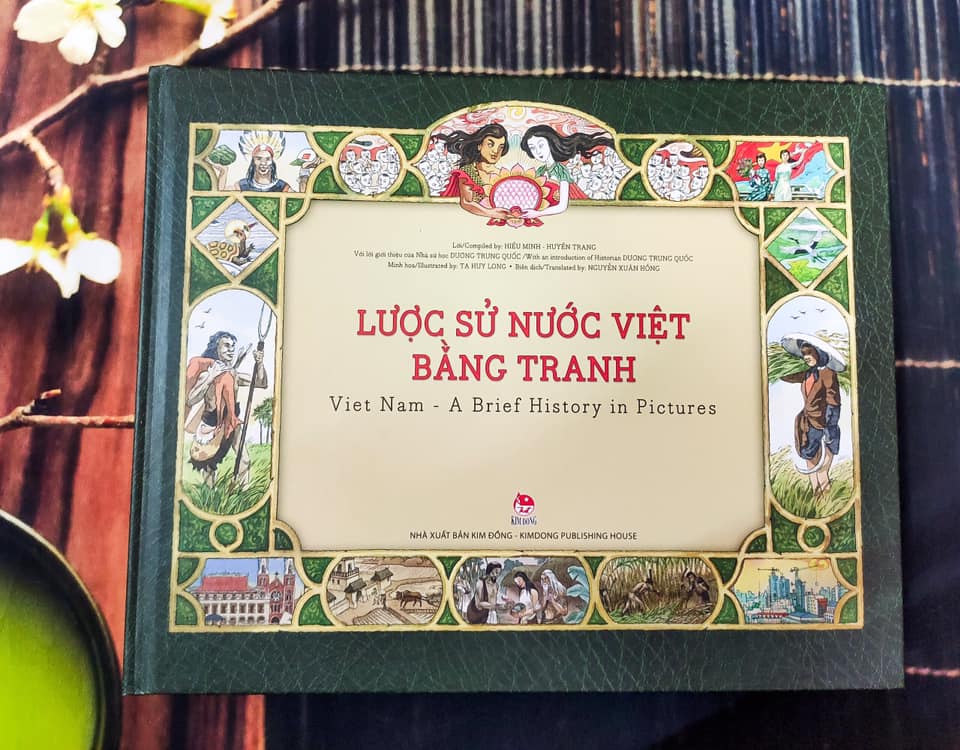 Lời/Compiled by: HIẾU MINH - HUYỀN TRANG
Với lời giới thiệu của Nhà sử học DƯƠNG TRUNG QUỐC /With an introduction of Historian DƯƠNG TRUNG QUỐC
Minh họa/Illustrated by: TẠ HUY LONG • Biên dịch/Translated by: NGUYỄN XUÂN HỒNG
LƯỢC SỬ NƯỚC VIỆT
BẰNG TRANH
Viet Nam - A Brief History in Pictures
KIM ĐỒNG
NHÀ XUẤT BẢN KIM ĐỒNG - KIMDONG PUBLISHING HOUSE